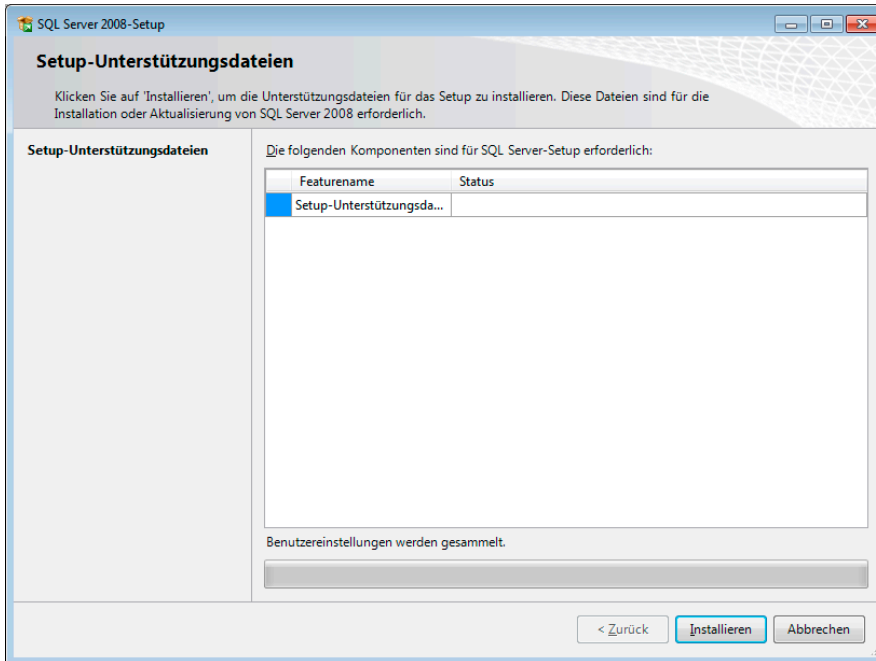 SQL Server 2008-Setup
Setup-Unterstützungsdateien
Klicken Sie auf 'Installieren', um die Unterstützungsdateien für das Setup zu installieren. Diese Dateien sind für die
Installation oder Aktualisierung von SQL Server 2008 erforderlich.
Setup-Unterstützungsdateien
Die folgenden Komponenten sind für SQL Server-Setup erforderlich:
Featurename Status
Setup-Unterstützungsda...
Benutzereinstellungen werden gesammelt.
< Zurück Installieren Abbrechen